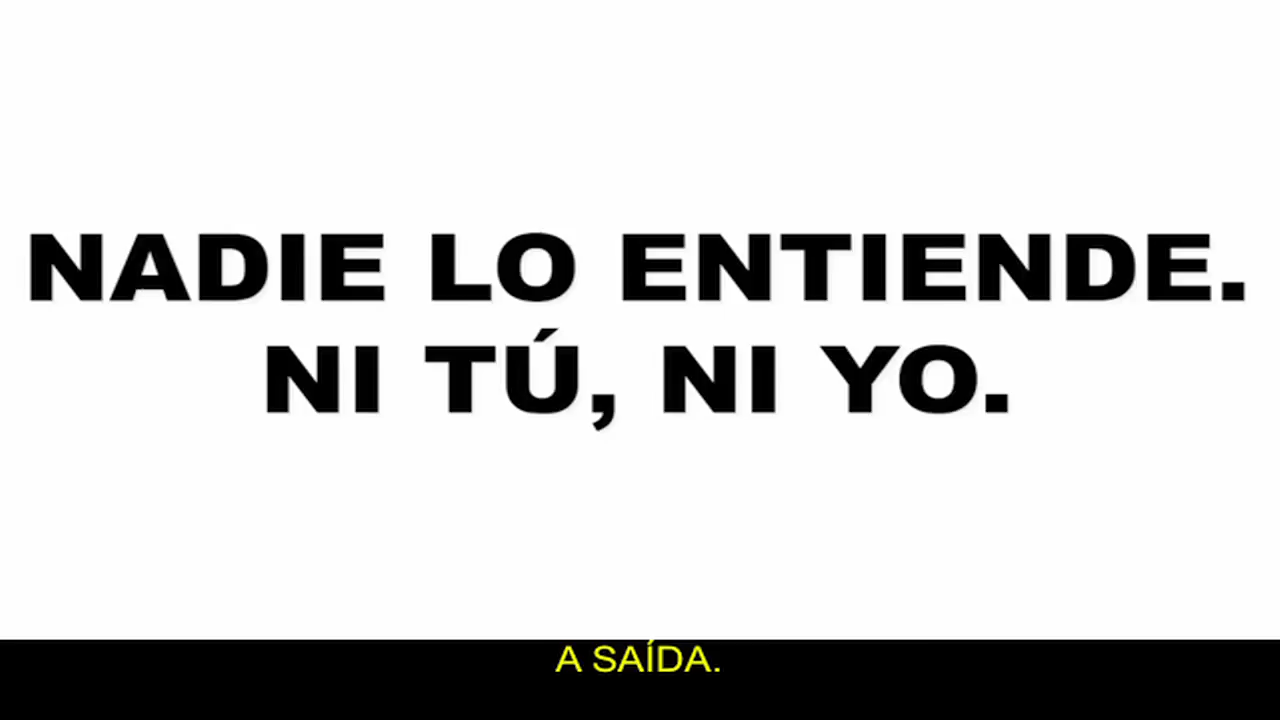 NADIE LO ENTIENDE.
NI TÚ, NI YO.
A SAÍDA.